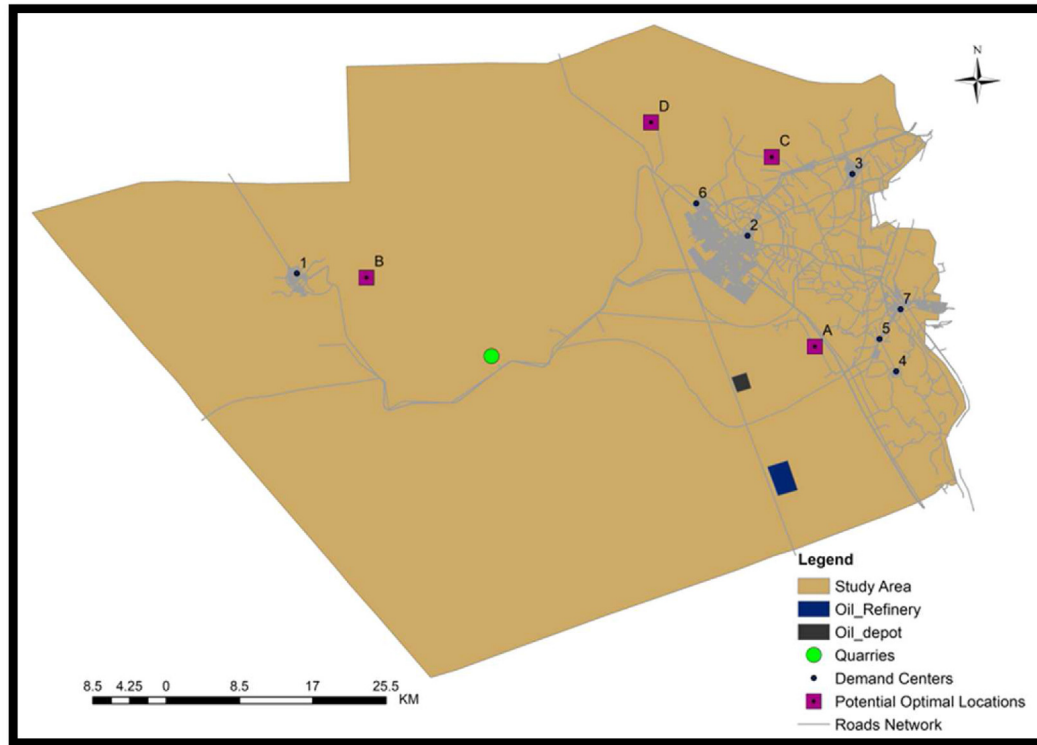 N
D
C
3
6
2
1
B
7
A
5
4
Legend
Study Area
Oil_Refinery
Oil_depot
Quarries
Demand Centers
Potential Optimal Locations
Roads Network
8.5 4.25 0 8.5 17 25.5
KM